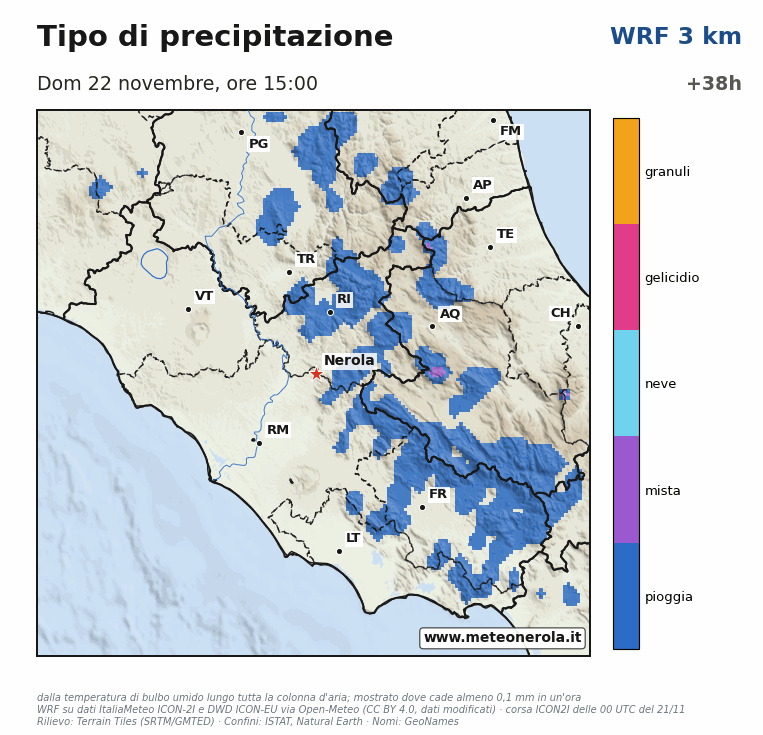 Tipo di precipitazione
WRF 3 km
Dom 22 novembre, ore 15:00
+38h
PG
FM
AP
TE
TR
VT
RI
AQ
CH
Nerola
RM
FR
LT
www.meteonerola.it
granuli
gelicidio
neve
mista
pioggia
dalla temperatura di bulbo umido lungo tutta la colonna d'aria; mostrato dove cade almeno 0,1 mm in un'ora
WRF su dati ItaliaMeteo ICON-2I e DWD ICON-EU via Open-Meteo (CC BY 4.0, dati modificati) · corsa ICON2I delle 00 UTC del 21/11
Rilievo: Terrain Tiles (SRTM/GMTED) · Confini: ISTAT, Natural Earth · Nomi: GeoNames